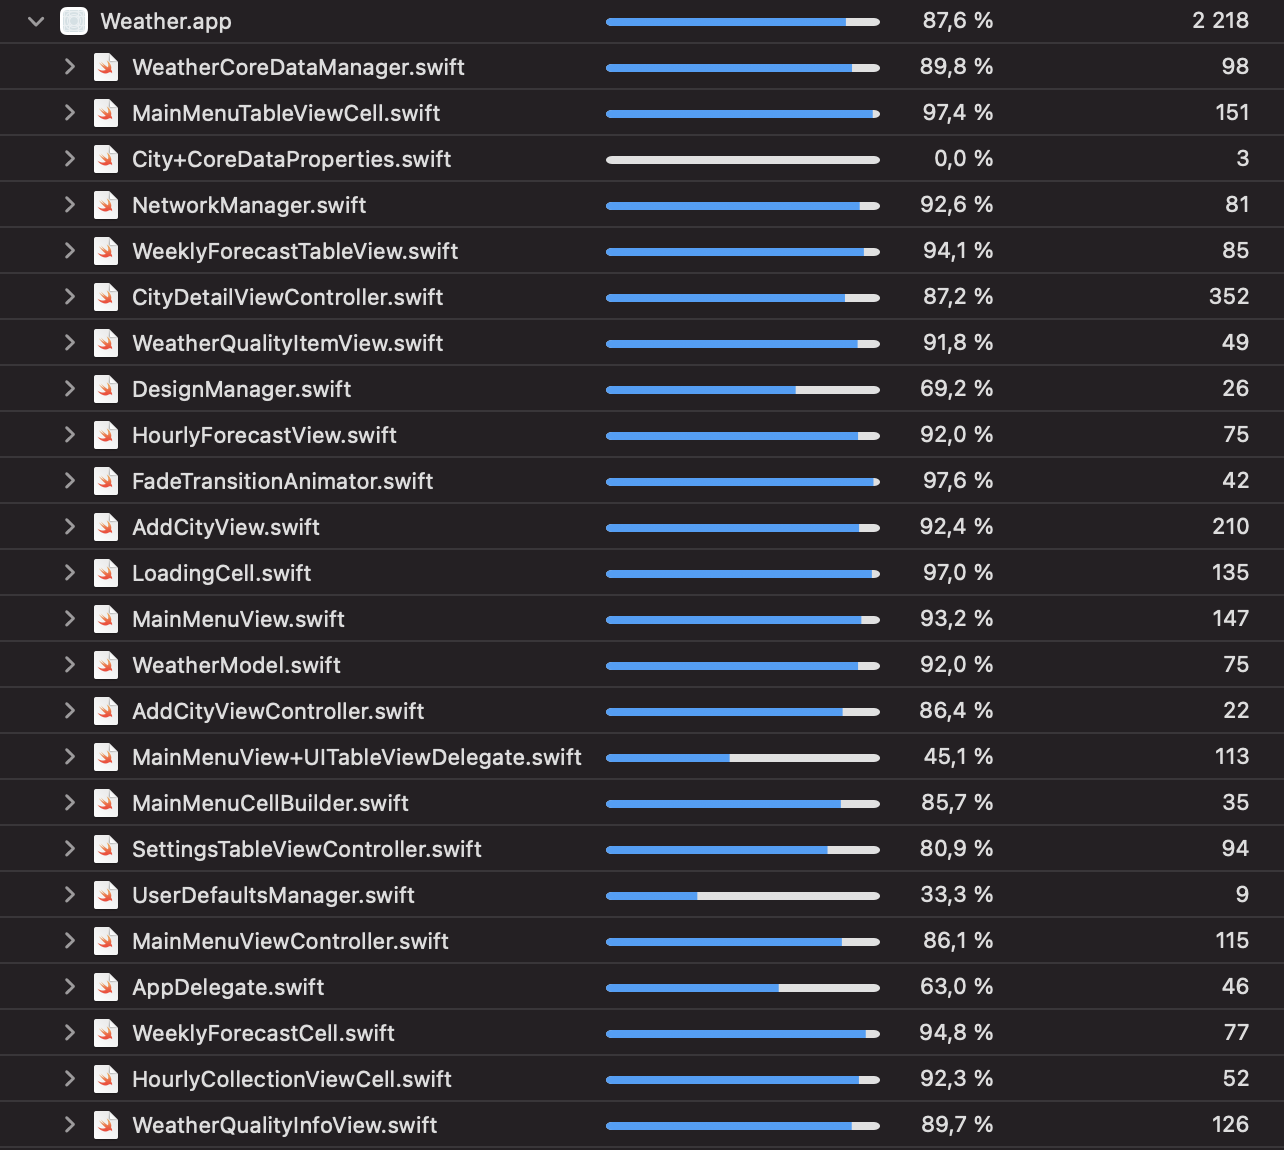 Weather.app 87,6 % 2 218
WeatherCoreDataManager.swift 89,8 % 98
MainMenuTableViewCell.swift 97,4 % 151
City+CoreDataProperties.swift 0,0 % 3
NetworkManager.swift 92,6 % 81
WeeklyForecastTableView.swift 94,1 % 85
CityDetailViewController.swift 87,2 % 352
WeatherQualityItemView.swift 91,8 % 49
DesignManager.swift 69,2 % 26
HourlyForecastView.swift 92,0 % 75
FadeTransitionAnimator.swift 97,6 % 42
AddCityView.swift 92,4 % 210
LoadingCell.swift 97,0 % 135
MainMenuView.swift 93,2 % 147
WeatherModel.swift 92,0 % 75
AddCityViewController.swift 86,4 % 22
MainMenuView+UITableViewDelegate.swift 45,1 % 113
MainMenuCellBuilder.swift 85,7 % 35
SettingsTableViewController.swift 80,9 % 94
UserDefaultsManager.swift 33,3 % 9
MainMenuViewController.swift 86,1 % 115
AppDelegate.swift 63,0 % 46
WeeklyForecastCell.swift 94,8 % 77
HourlyCollectionViewCell.swift 92,3 % 52
WeatherQualityInfoView.swift 89,7 % 126